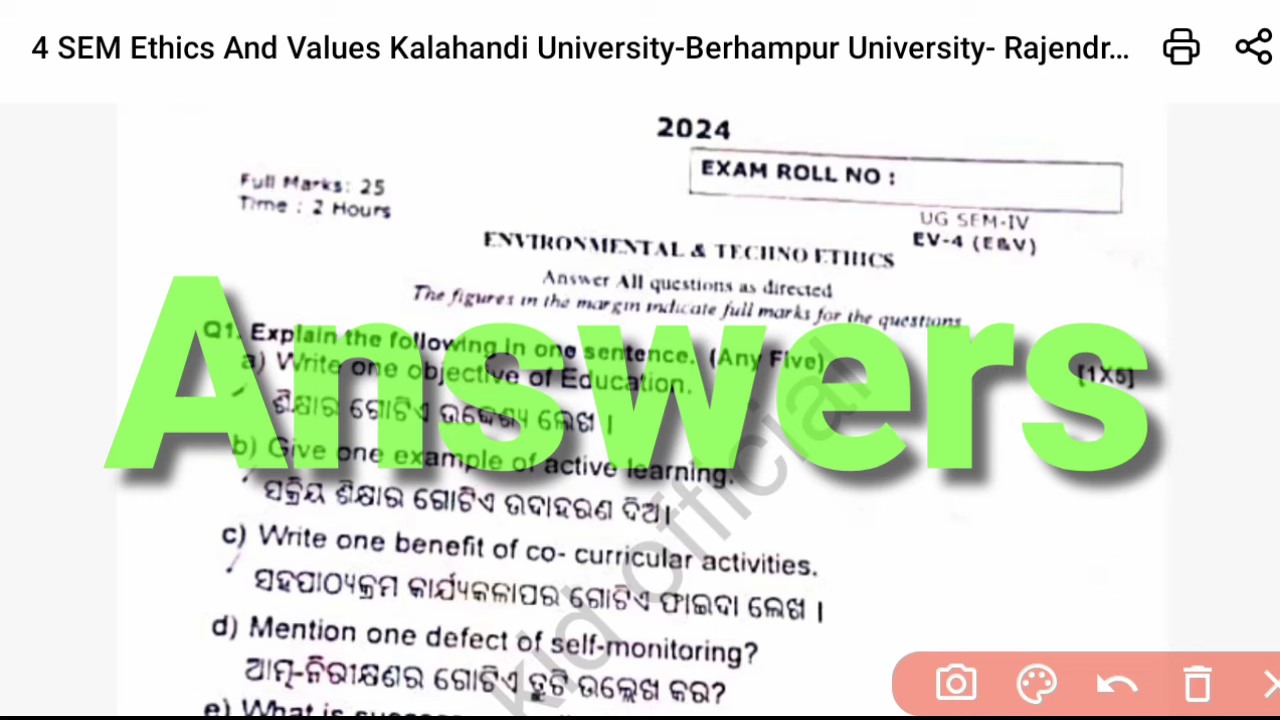 4 SEM Ethics And Values Kalahandi University-Berhampur University- Rajendr...
2024
EXAM ROLL NO :
Full Marks: 25
Time : 2 Hours
UG SEM-IV
EV-4 (E&V)
ENVIRONMENTAL & TECHNO ETHICS
Answer All questions as directed
The figures in the margin indicate full marks for the questions
Answers
Q1. Explain the following in one sentence. (Any Five)
[1X5]
a) Write one objective of Education.
ଶିକ୍ଷାର ଗୋଟିଏ ଉଦ୍ଦେଶ୍ୟ ଲେଖ ।
b) Give one example of active learning.
ସକ୍ରିୟ ଶିକ୍ଷାର ଗୋଟିଏ ଉଦାହରଣ ଦିଅ।
c) Write one benefit of co- curricular activities.
ସହପାଠ୍ୟକ୍ରମ କାର୍ଯ୍ୟକଳାପର ଗୋଟିଏ ଫାଇଦା ଲେଖ ।
d) Mention one defect of self-monitoring?
ଆତ୍ମ-ନିରୀକ୍ଷଣର ଗୋଟିଏ ତ୍ରୁଟି ଉଲ୍ଲେଖ କର?
e) What is
kid official